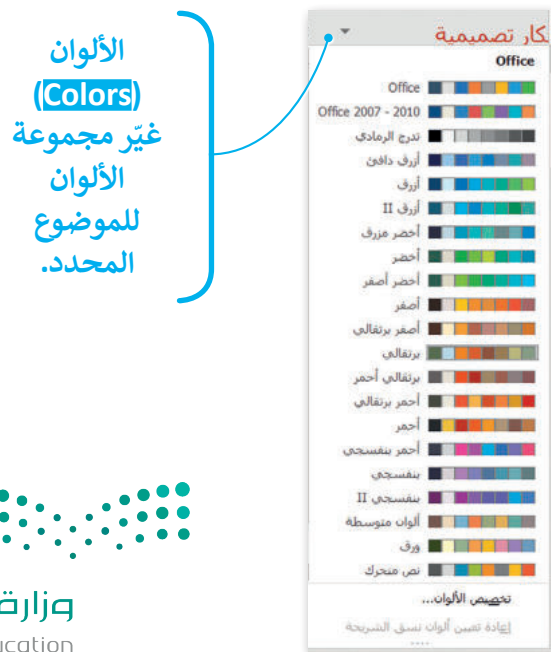 الألوان
(Colors)
غيّر مجموعة
الألوان
للموضوع
المحدد.
كار تصميمية
Office
Office
Office 2007 - 2010
تدرج الرمادي
أزرق دافئ
أزرق
أزرق II
أخضر مزرق
أخضر
أخضر أصفر
أصفر
أصفر برتقالي
برتقالي
برتقالي أحمر
أحمر برتقالي
أحمر
أحمر بنفسجي
بنفسجي
بنفسجي II
ألوان متوسطة
ورق
نص متحرك
تخصيص الألوان...
إعادة تعيين ألوان نسق الشريحة
وزارة
ucation